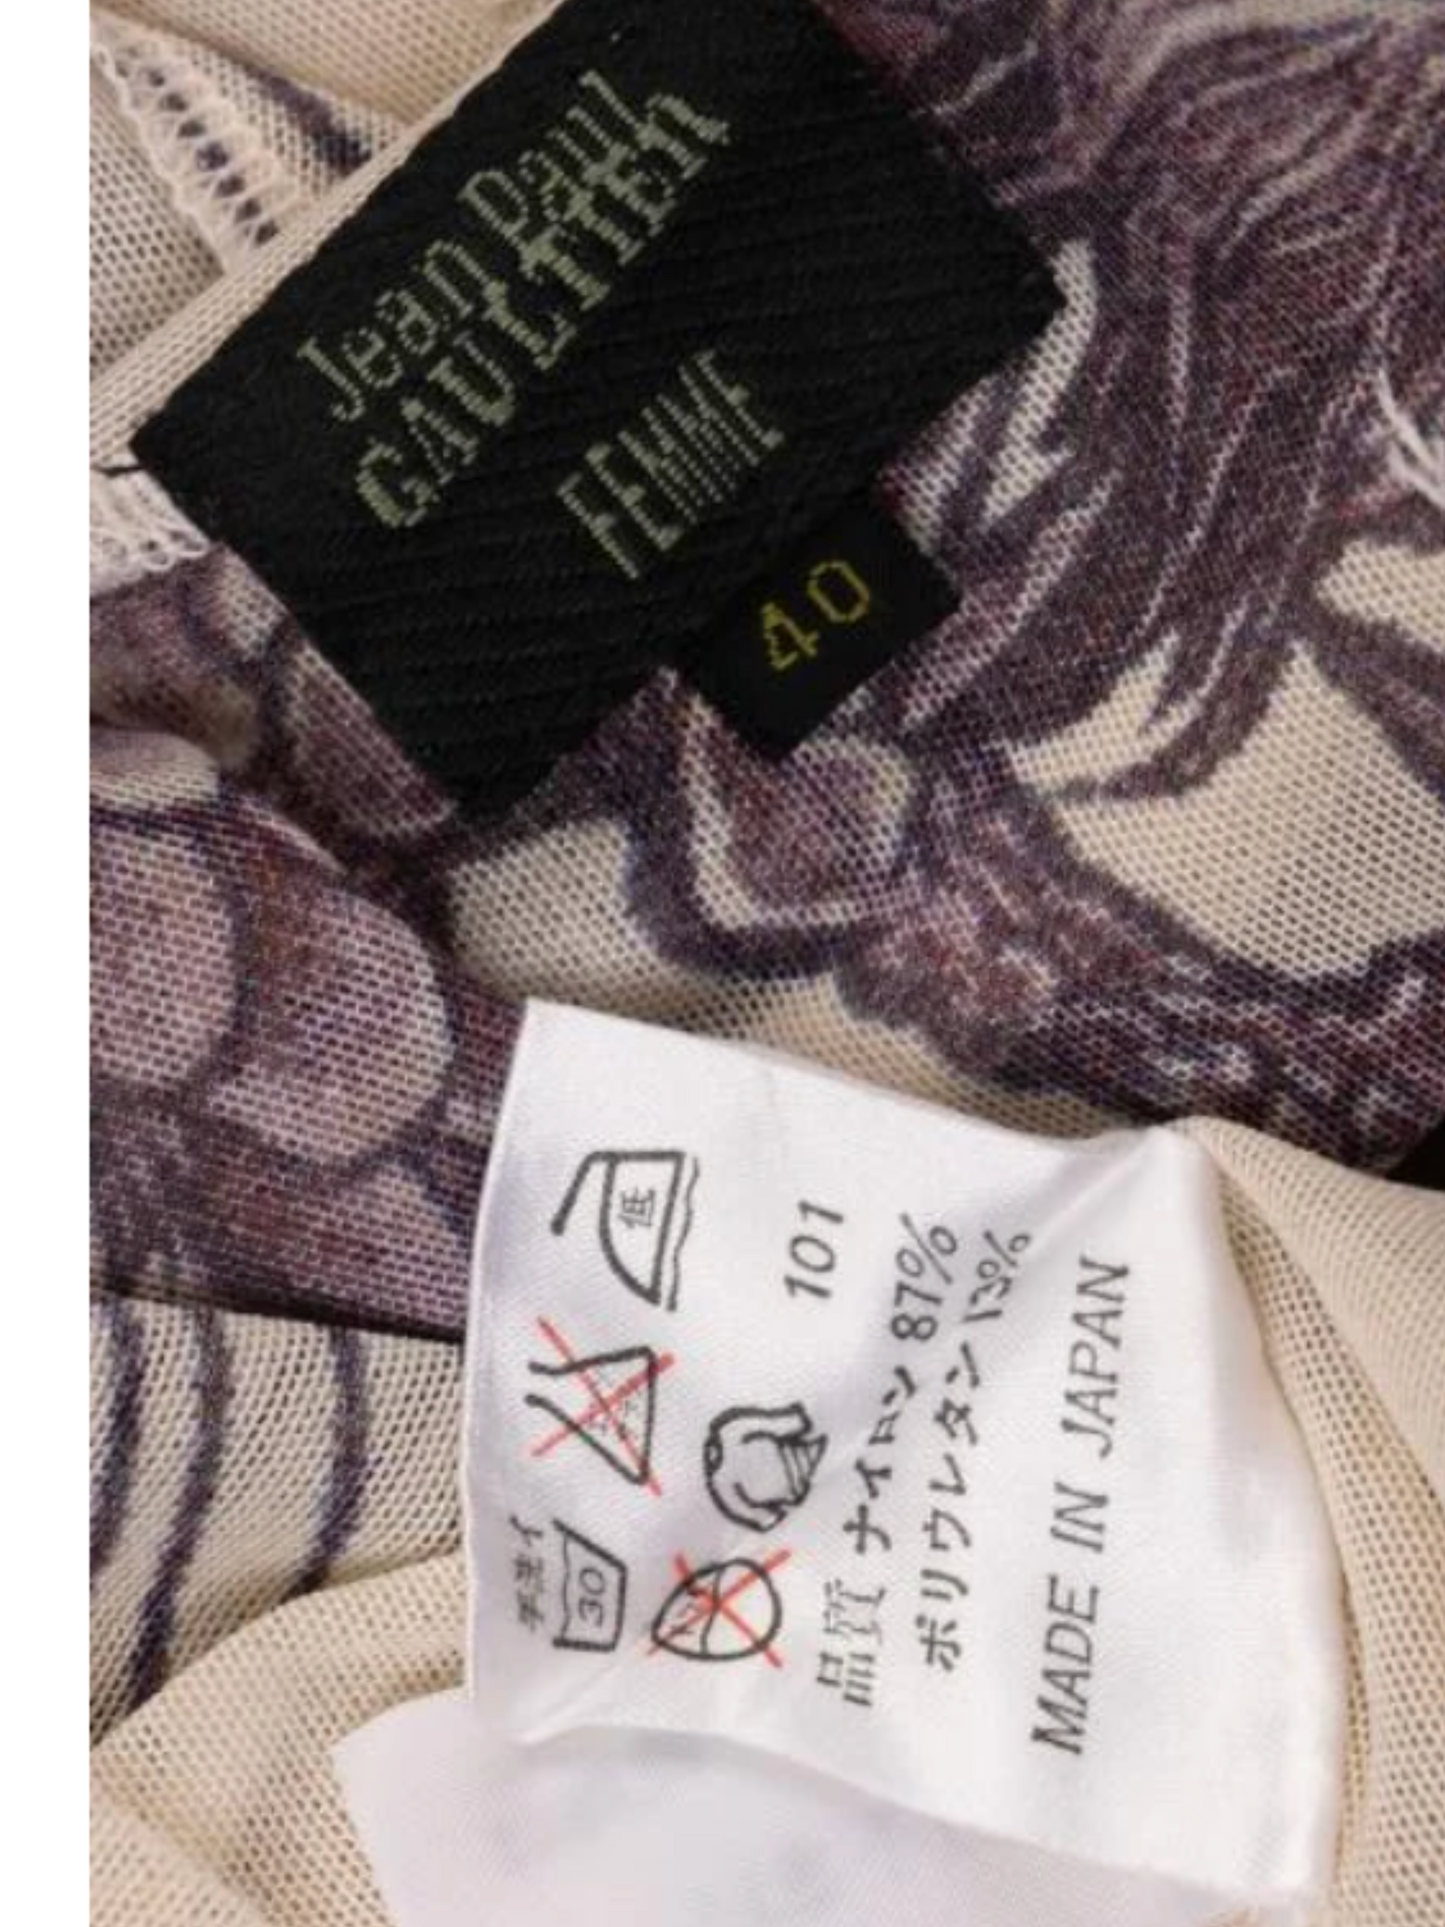 Jean Paul
GAULTIER
FEMME
40
低
手洗イ
30
101
品質 ナイロン 87%
ポリウレタン 13%
MADE IN JAPAN